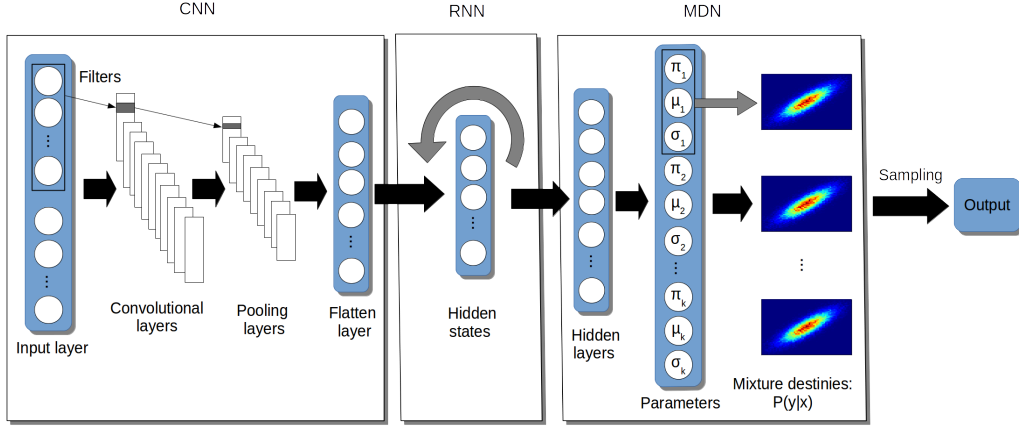 CNN
RNN
MDN
Filters
Input layer
Convolutional
layers
Pooling
layers
Flatten
layer
Hidden
states
Hidden
layers
π1
μ1
σ1
π2
μ2
σ2
πk
μk
σk
Parameters
Mixture destinies:
P(y|x)
Sampling
Output